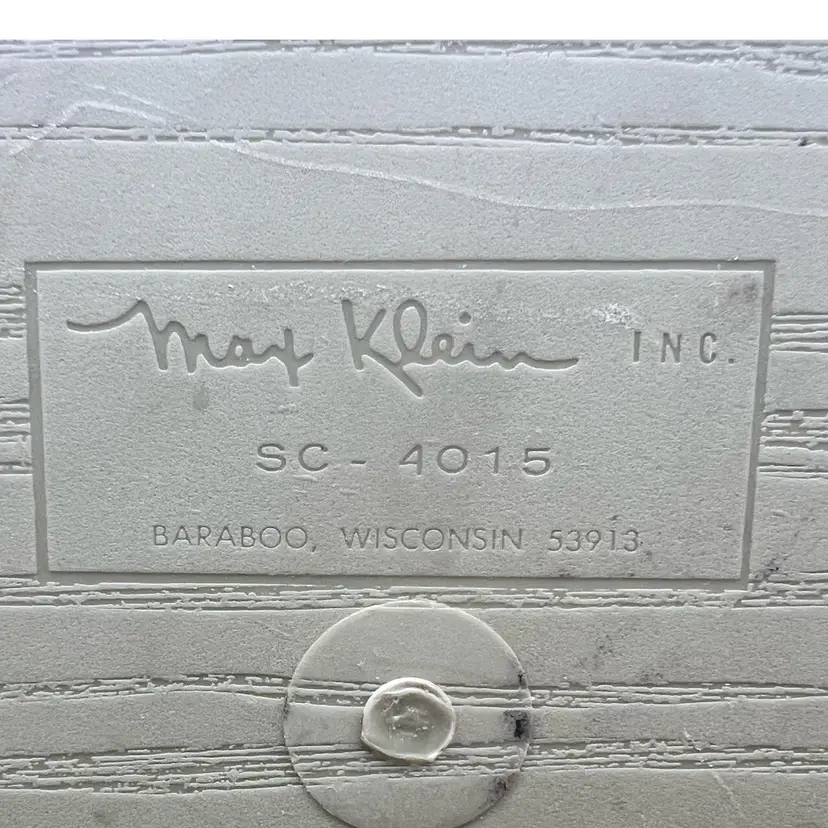 Max Klein INC.
SC-4015
BARABOO, WISCONSIN 53913